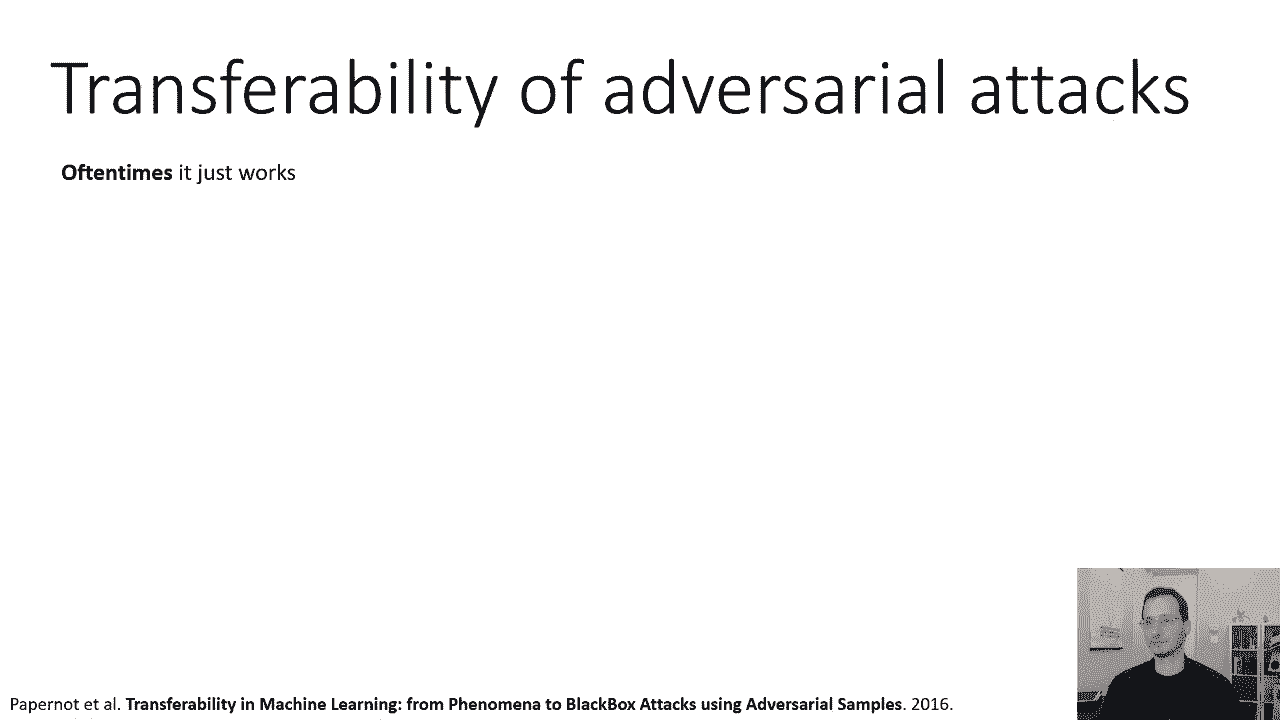 Transferability of adversarial attacks
Oftentimes it just works
Papernot et al. Transferability in Machine Learning: from Phenomena to BlackBox Attacks using Adversarial Samples. 2016.